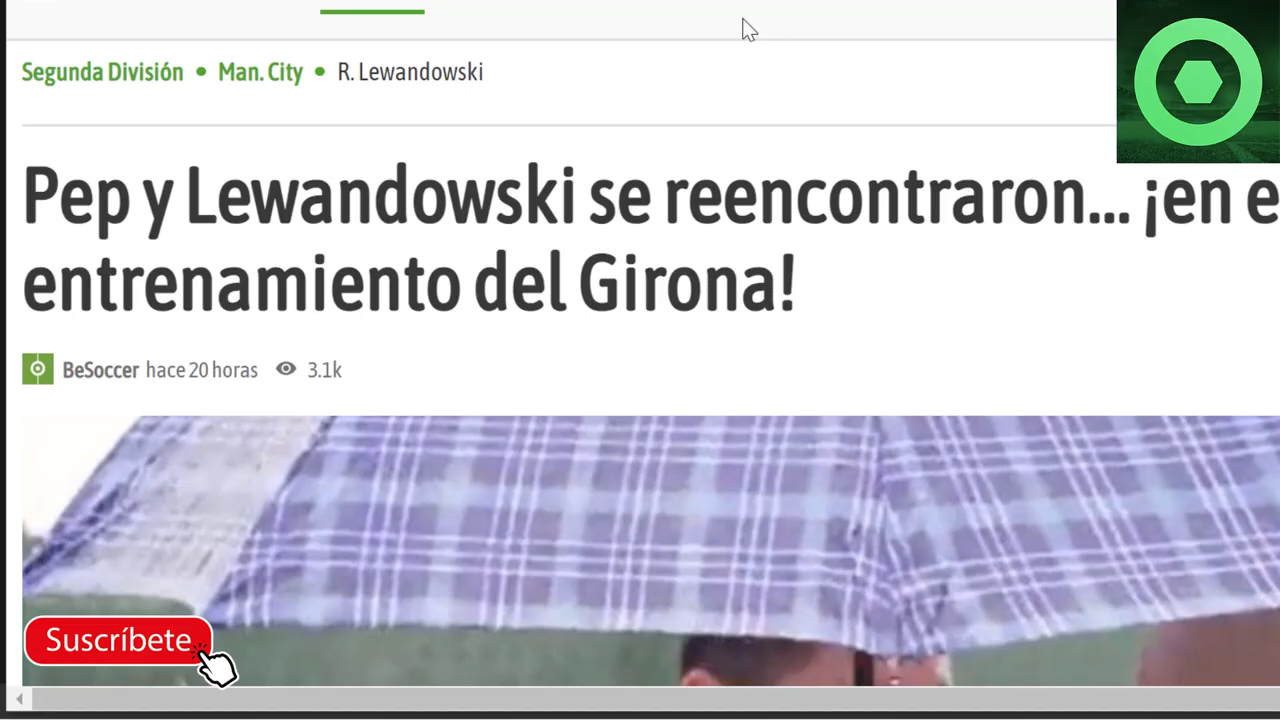 Segunda División • Man. City • R. Lewandowski
Pep y Lewandowski se reencontraron... ¡en e
entrenamiento del Girona!
BeSoccer hace 20 horas 3.1k
Suscríbete